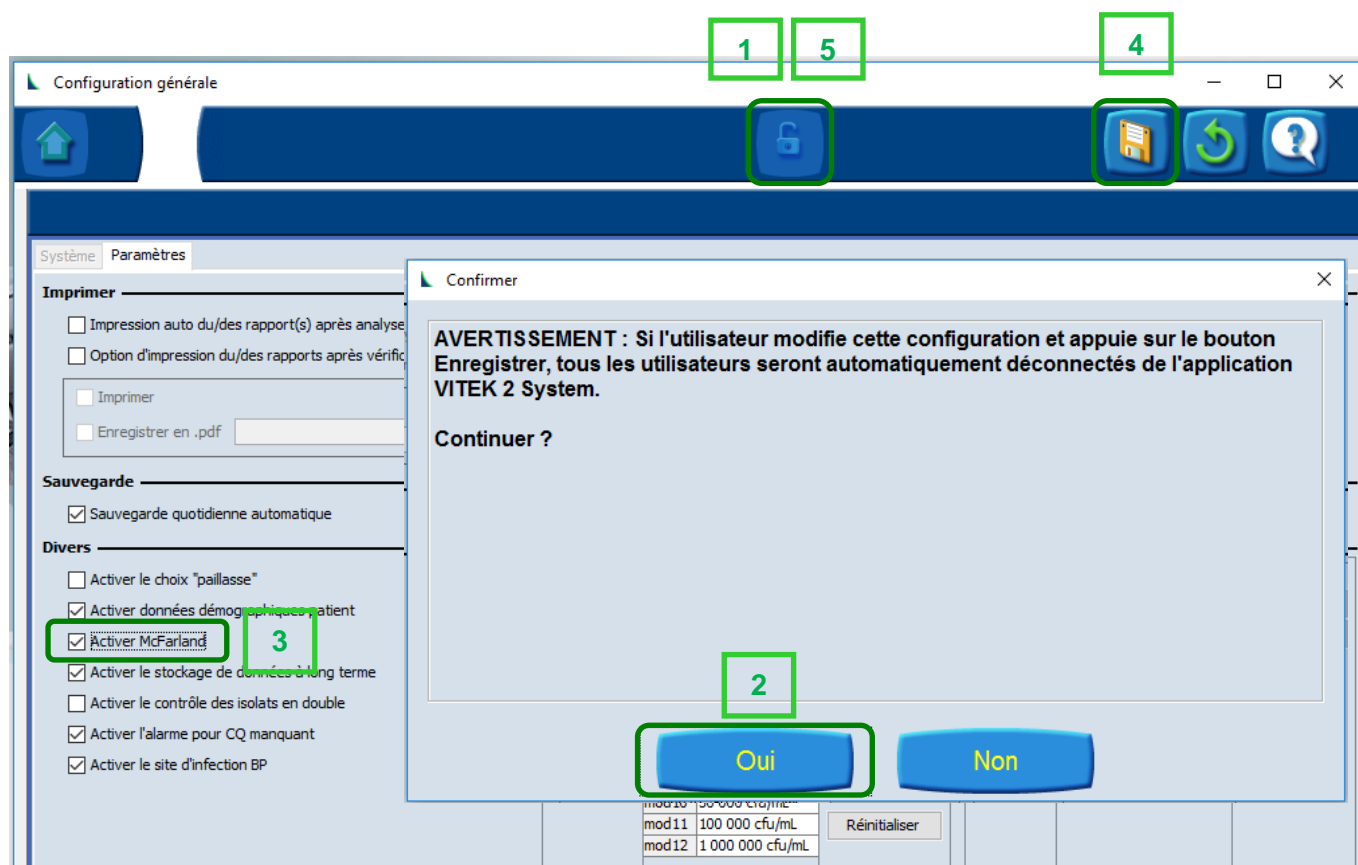 1
5
4
Configuration générale
Système
Paramètres
Imprimer
Impression auto du/des rapport(s) après analyse
Option d'impression du/des rapports après vérific
Imprimer
Enregistrer en .pdf
Sauvegarde
Sauvegarde quotidienne automatique
Divers
Activer le choix "paillasse"
Activer données démographiques patient
Activer McFarland
3
Activer le stockage de données à long terme
Activer le contrôle des isolats en double
Activer l'alarme pour CQ manquant
Activer le site d'infection BP
Confirmer
AVERTISSEMENT : Si l'utilisateur modifie cette configuration et appuie sur le bouton
Enregistrer, tous les utilisateurs seront automatiquement déconnectés de l'application
VITEK 2 System.
Continuer ?
2
Oui
Non
mod11 100 000 cfu/mL
Réinitialiser
mod12 1 000 000 cfu/mL